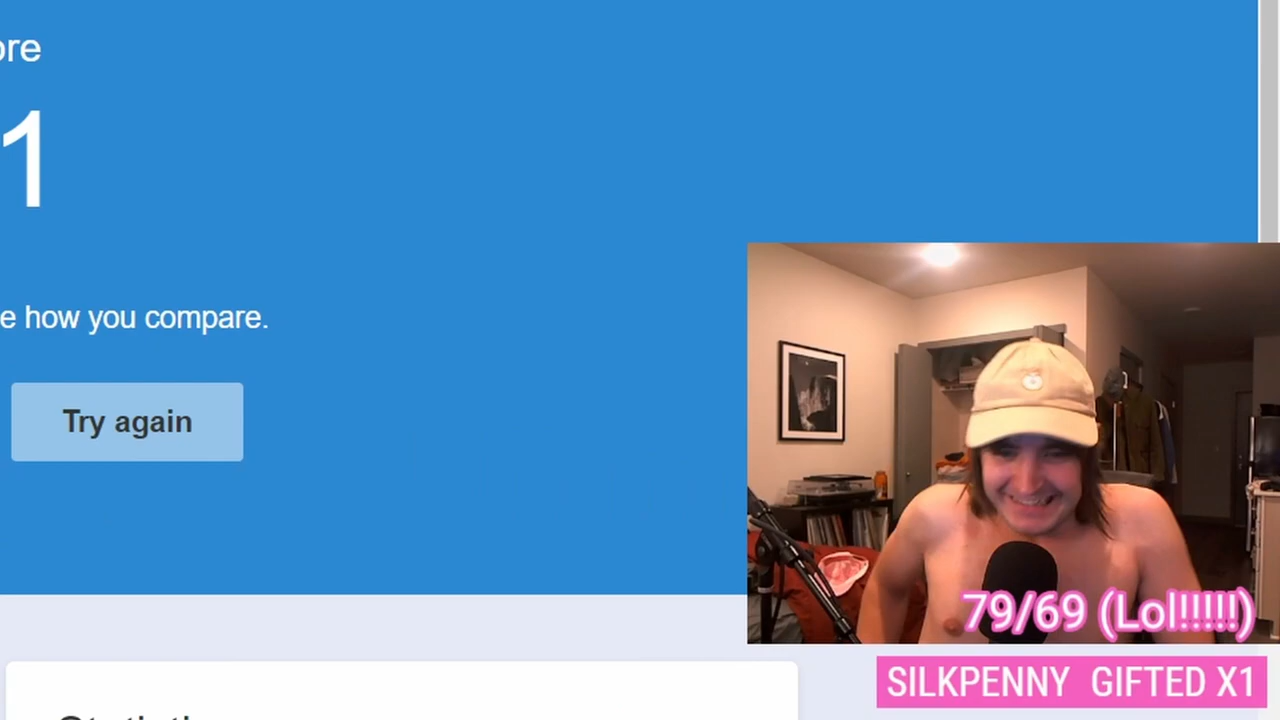 ore
1
e how you compare.
Try again
79/69 (Lol!!!!!)
SILKPENNY GIFTED X1